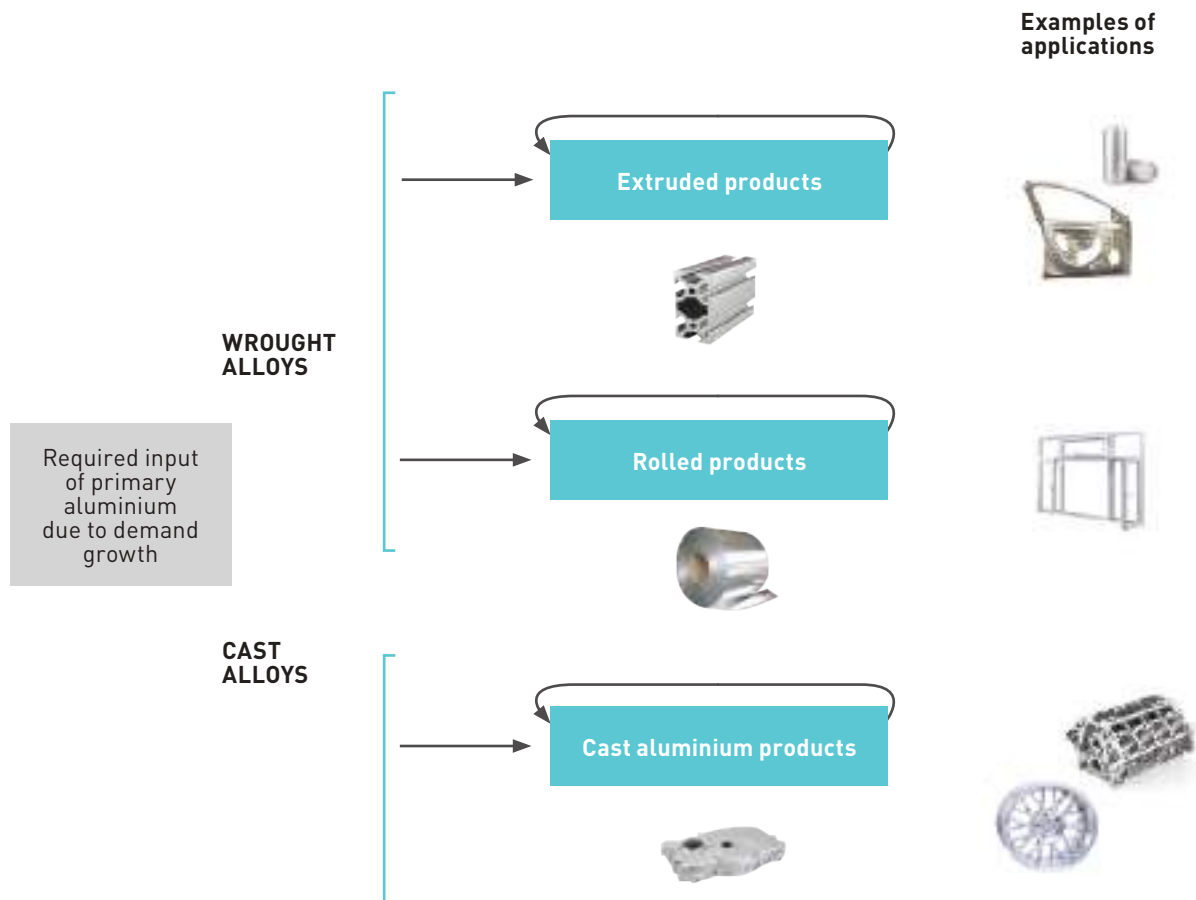 Examples of
applications
Extruded products
WROUGHT
ALLOYS
Rolled products
Required input
of primary
aluminium
due to demand
growth
CAST
ALLOYS
Cast aluminium products